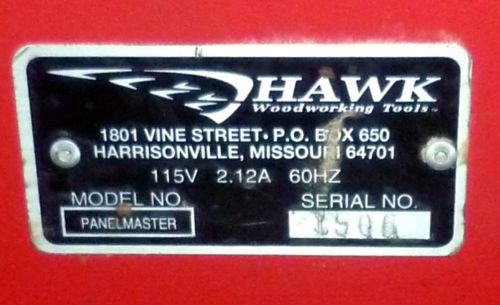 HAWK
Woodworking Tools™
1801 VINE STREET • P.O. BOX 650
HARRISONVILLE, MISSOURI 64701
115V 2.12A 60HZ
MODEL NO. SERIAL NO.
PANELMASTER